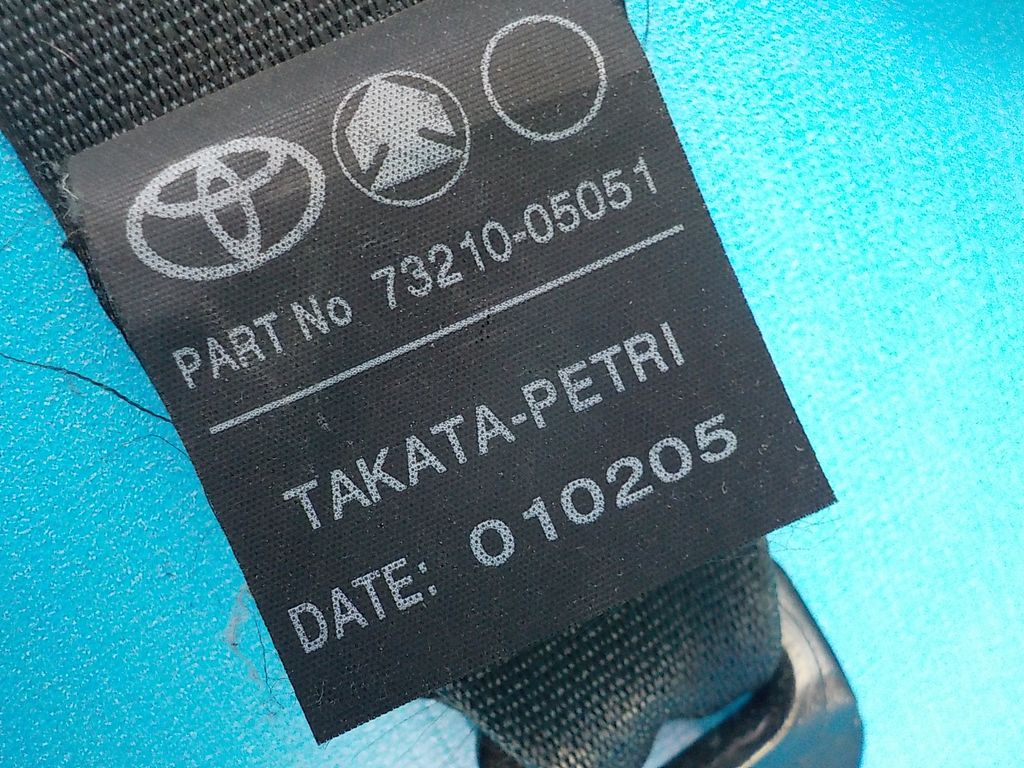 PART No 73210-05051
TAKATA-PETRI
DATE: 010205